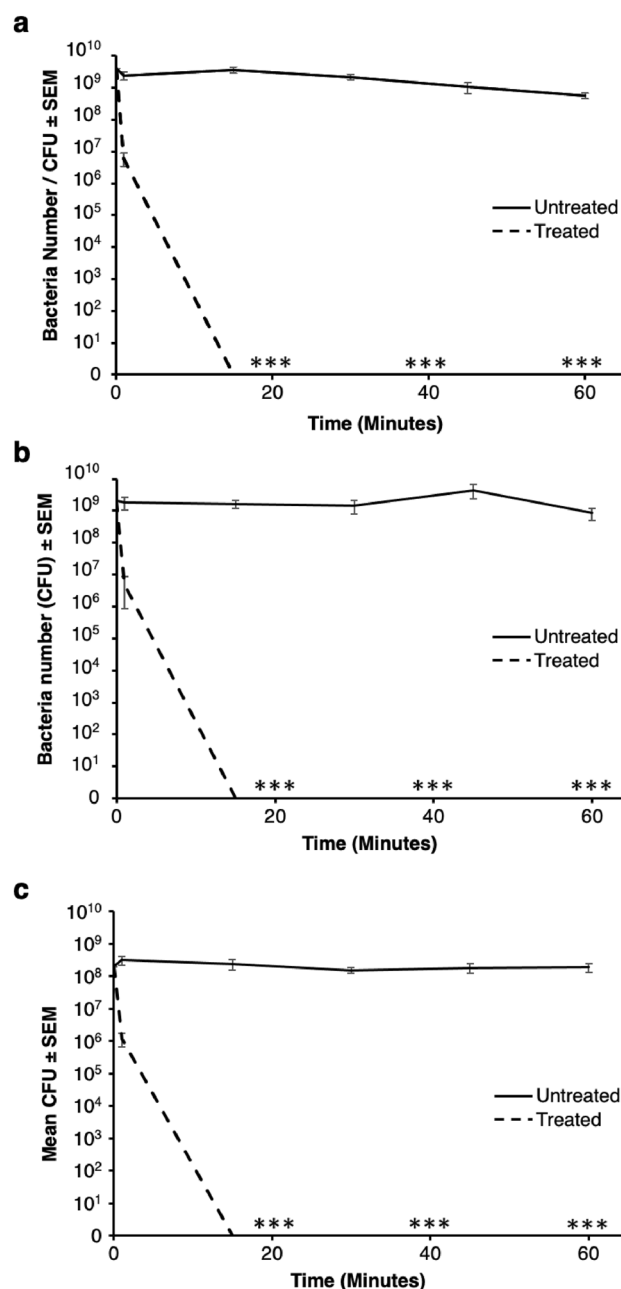 a
Bacteria Number / CFU ± SEM
10¹⁰
10⁹
10⁸
10⁷
10⁶
10⁵
10⁴
10³
10²
10¹
0
Untreated
Treated
*** *** ***
0 20 40 60
Time (Minutes)
b
Bacteria number (CFU) ± SEM
10¹⁰
10⁹
10⁸
10⁷
10⁶
10⁵
10⁴
10³
10²
10¹
0
Untreated
Treated
*** *** ***
0 20 40 60
Time (Minutes)
c
Mean CFU ± SEM
10¹⁰
10⁹
10⁸
10⁷
10⁶
10⁵
10⁴
10³
10²
10¹
0
Untreated
Treated
*** *** ***
0 20 40 60
Time (Minutes)